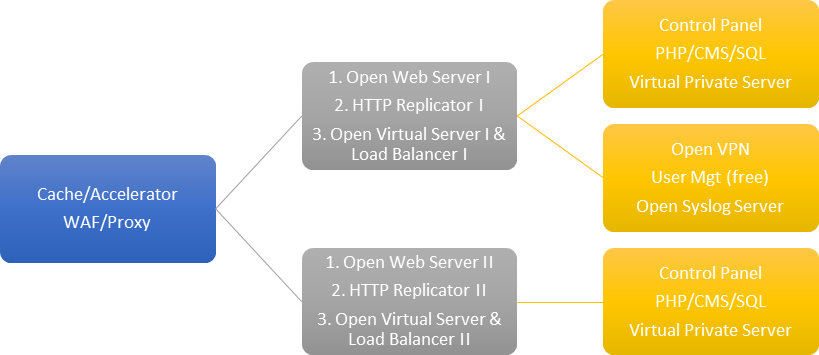 Cache/Accelerator
WAF/Proxy
1. Open Web Server I
2. HTTP Replicator I
3. Open Virtual Server I &
Load Balancer I
Control Panel
PHP/CMS/SQL
Virtual Private Server
Open VPN
User Mgt (free)
Open Syslog Server
1. Open Web Server II
2. HTTP Replicator II
3. Open Virtual Server &
Load Balancer II
Control Panel
PHP/CMS/SQL
Virtual Private Server